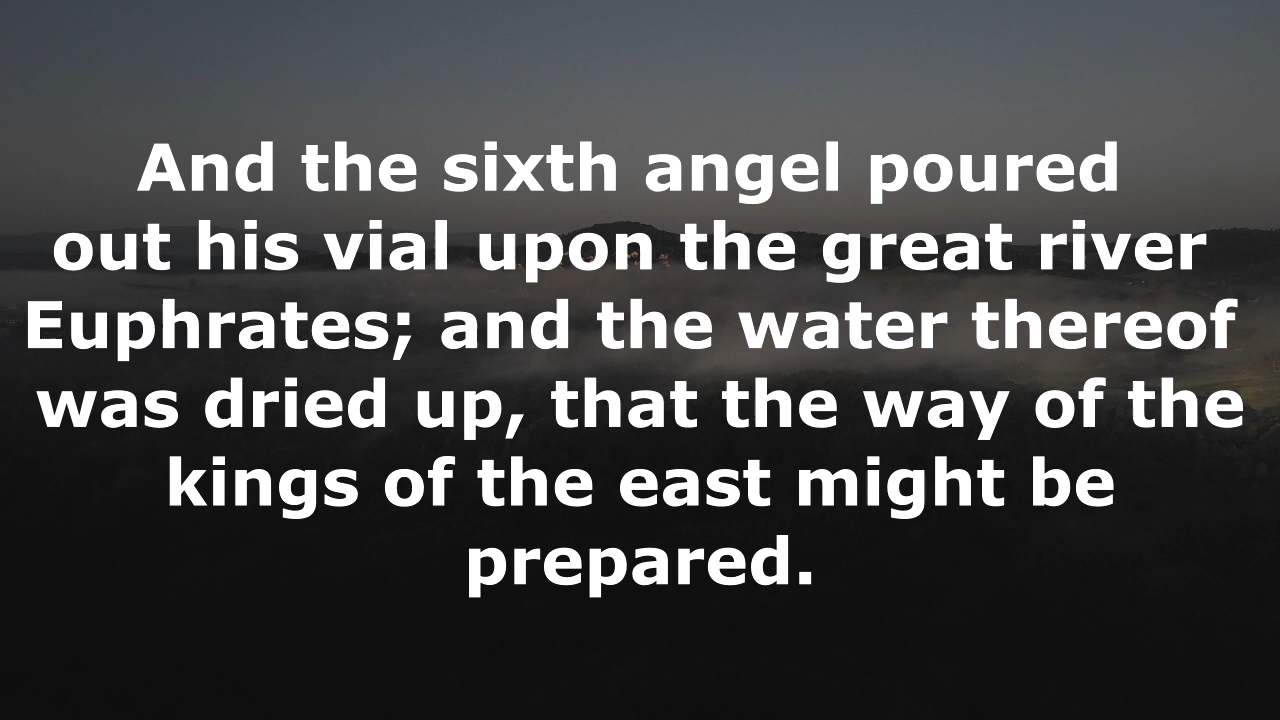 And the sixth angel poured
out his vial upon the great river
Euphrates; and the water thereof
was dried up, that the way of the
kings of the east might be
prepared.